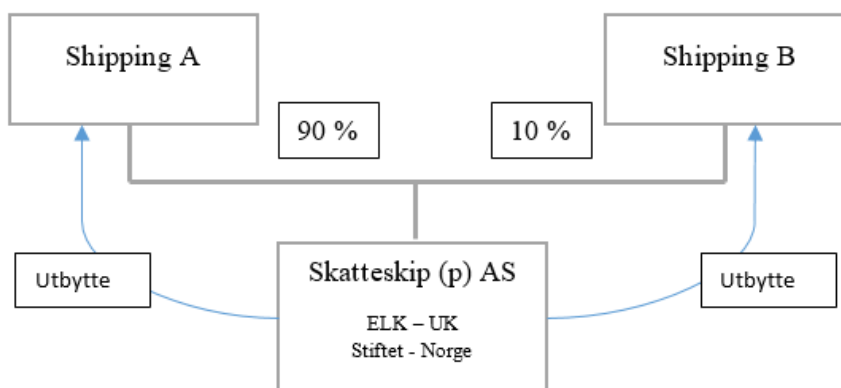 Shipping A
Shipping B
90 %
10 %
Utbytte
Skatteskip (p) AS
Utbytte
ELK – UK
Stiftet - Norge